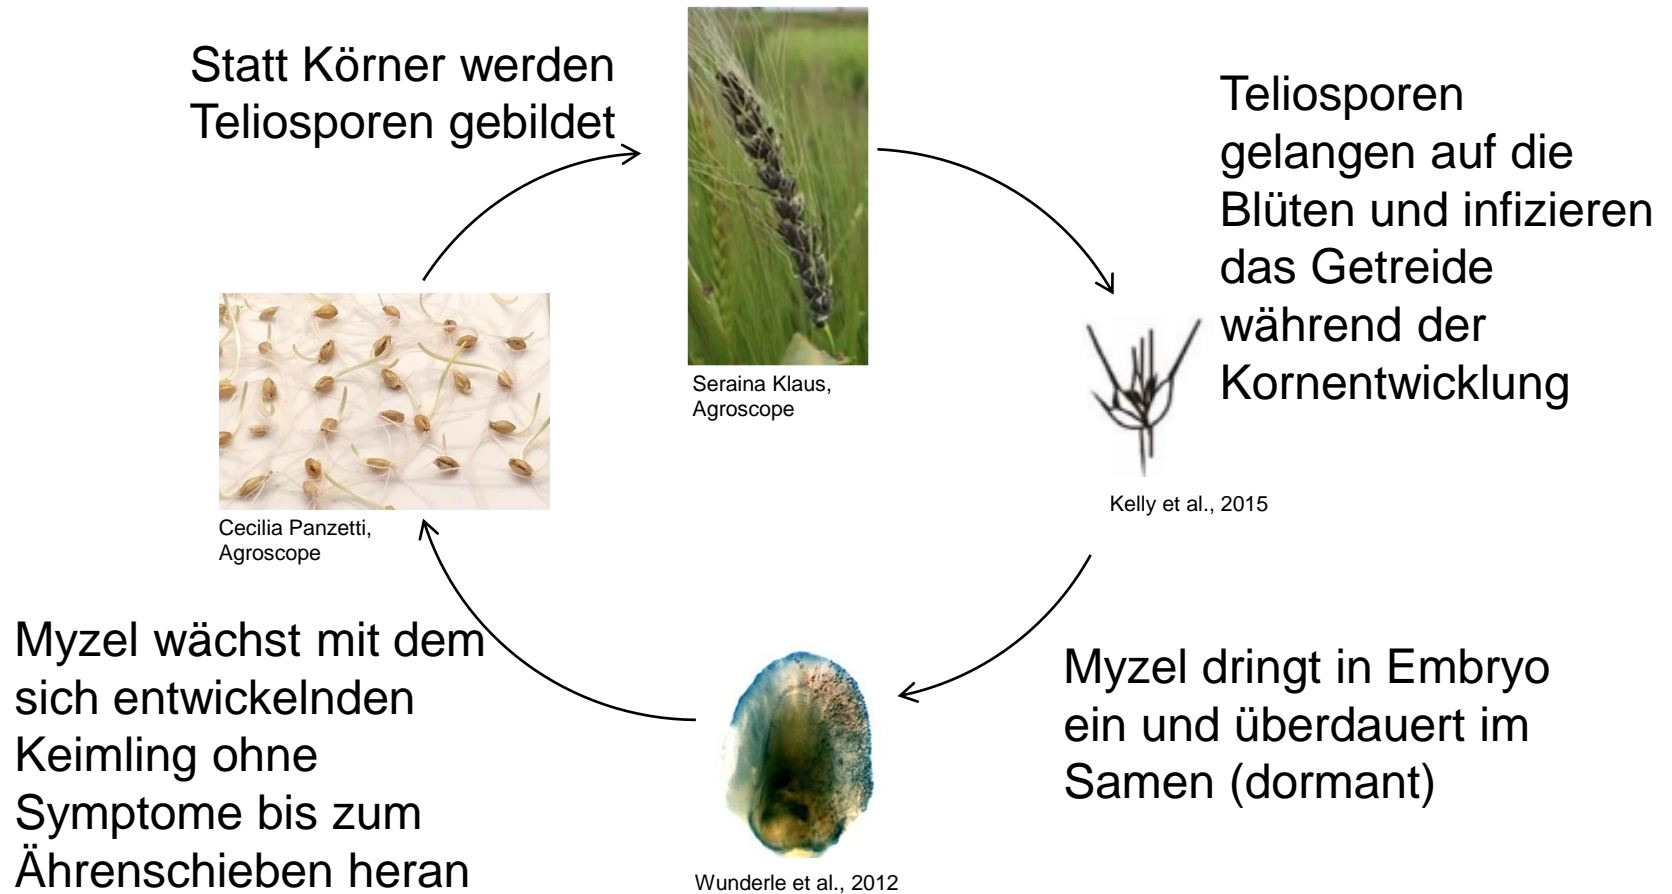 Statt Körner werden
Teliosporen gebildet
Seraina Klaus,
Agroscope
Teliosporen
gelangen auf die
Blüten und infizieren
das Getreide
während der
Kornentwicklung
Kelly et al., 2015
Myzel dringt in Embryo
ein und überdauert im
Samen (dormant)
Wunderle et al., 2012
Myzel wächst mit dem
sich entwickelnden
Keimling ohne
Symptome bis zum
Ährenschieben heran
Cecilia Panzetti,
Agroscope